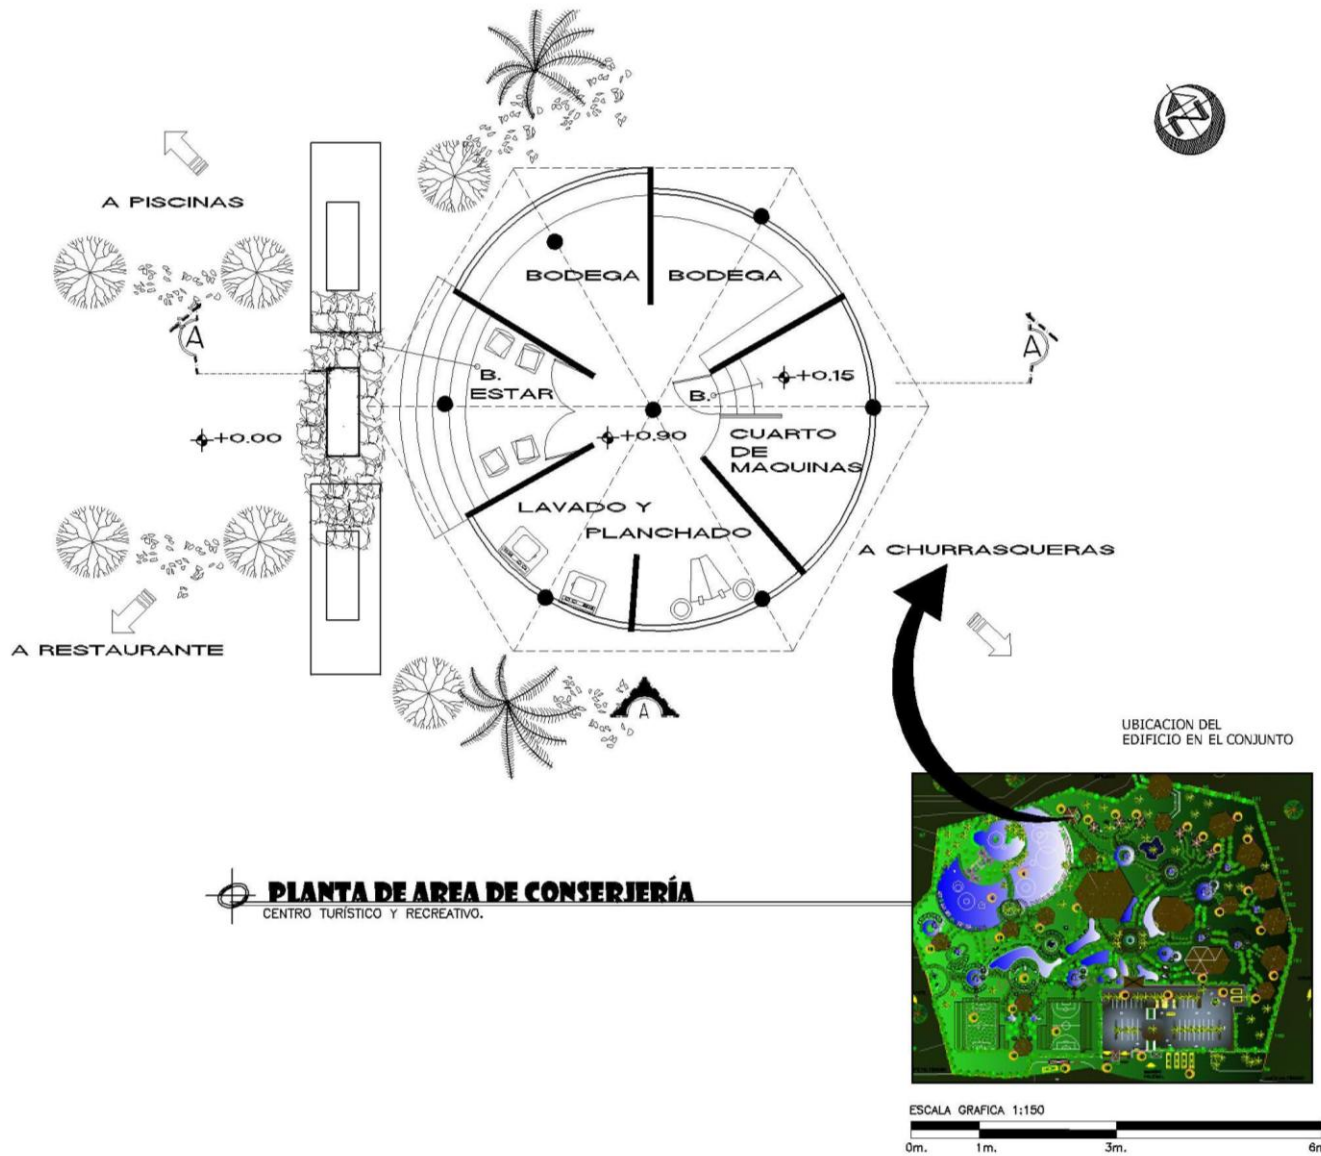 A PISCINAS
BODEGA
BODEGA
A
A
B.
ESTAR
+0.15
B.
+0.00
+0.90
CUARTO
DE
MAQUINAS
LAVADO Y
PLANCHADO
A CHURRASQUERAS
A RESTAURANTE
A
UBICACION DEL
EDIFICIO EN EL CONJUNTO
PLANTA DE AREA DE CONSERJERÍA
CENTRO TURÍSTICO Y RECREATIVO.
ESCALA GRAFICA 1:150
0m. 1m. 3m.